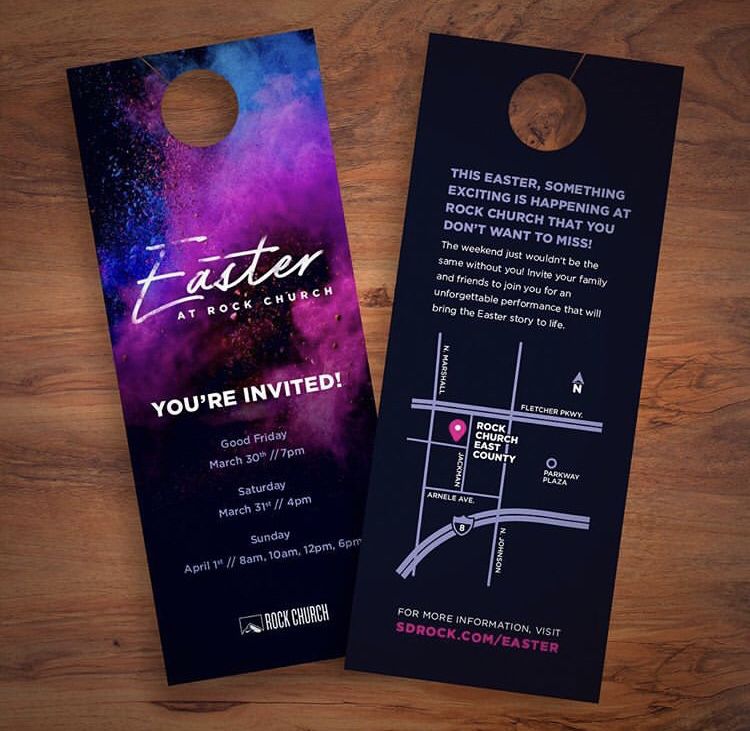 Easter
AT ROCK CHURCH
YOU'RE INVITED!
Good Friday
March 30th // 7pm
Saturday
March 31st // 4pm
Sunday
April 1st // 8am, 10am, 12pm, 6pm
ROCK CHURCH
THIS EASTER, SOMETHING
EXCITING IS HAPPENING AT
ROCK CHURCH THAT YOU
DON'T WANT TO MISS!
The weekend just wouldn't be the
same without you! Invite your family
and friends to join you for an
unforgettable performance that will
bring the Easter story to life.
N. MARSHALL
N
FLETCHER PKWY.
ROCK
CHURCH
EAST
COUNTY
JACKMAN
PARKWAY
PLAZA
ARNELE AVE.
8
N. JOHNSON
FOR MORE INFORMATION, VISIT
SDROCK.COM/EASTER